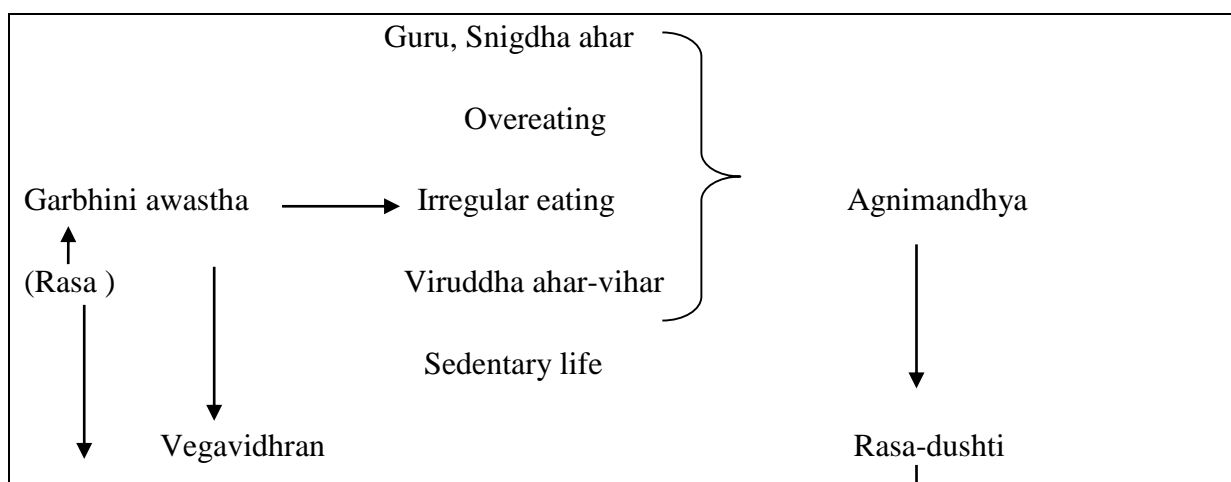 Guru, Snigdha ahar
Overeating
Garbhini awastha Irregular eating Agnimandhya
(Rasa ) Viruddha ahar-vihar
Sedentary life
Vegavidhran Rasa-dushti